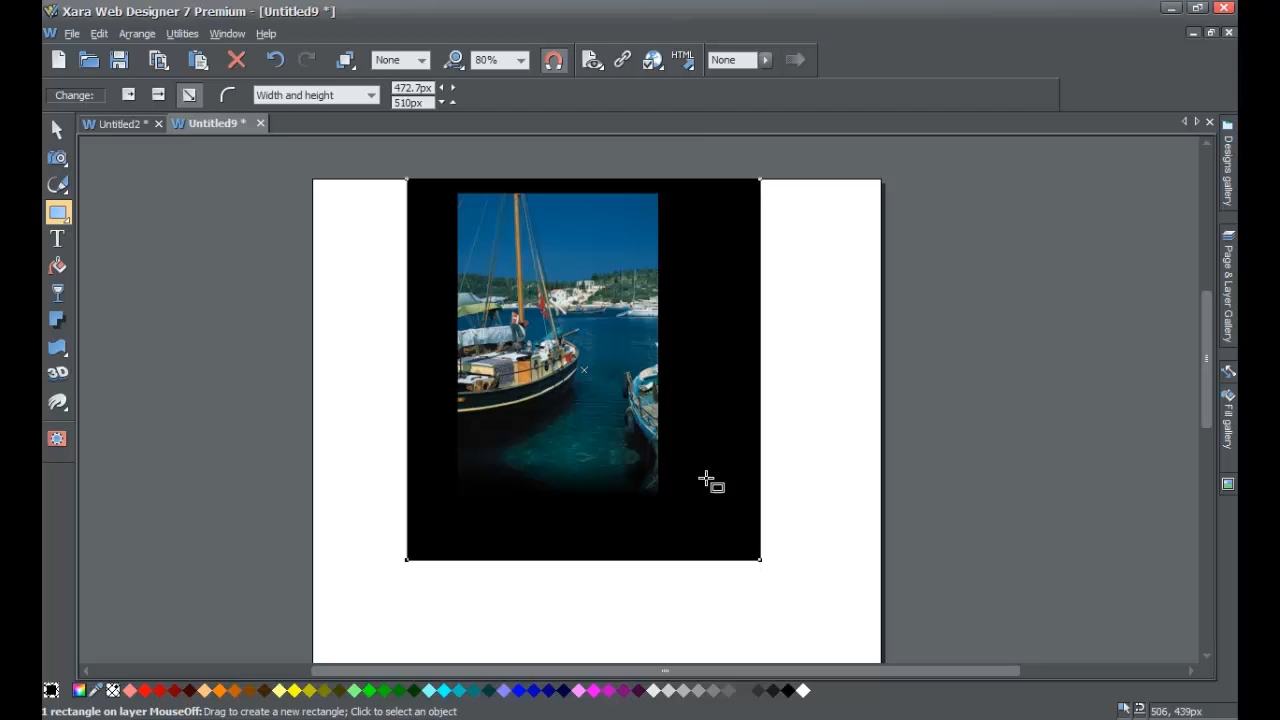 Xara Web Designer 7 Premium - [Untitled9 *]
File Edit Arrange Utilities Window Help
None 80% HTML None
Change: Width and height 472.7px
510px
Untitled2 * Untitled9 *
Designs gallery
Page & Layer Gallery
Fill gallery
T
3D
1 rectangle on layer MouseOff: Drag to create a new rectangle; Click to select an object 506, 439px